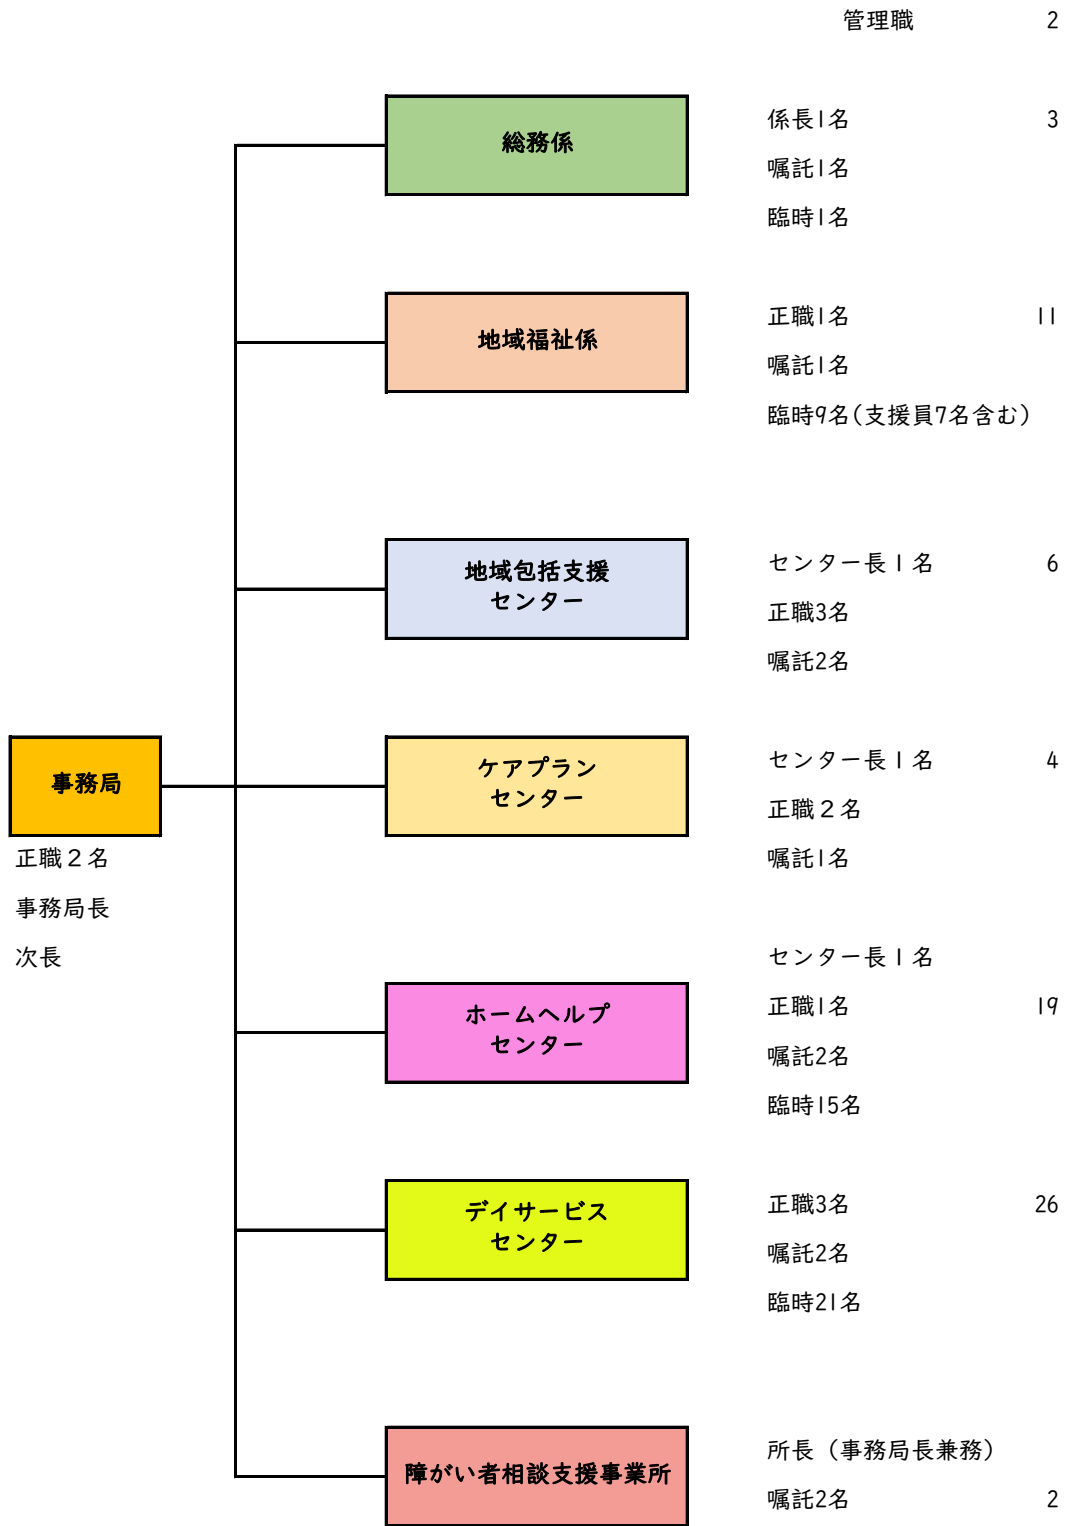 管理職 2
総務係
係長1名 3
嘱託1名
臨時1名
地域福祉係
正職1名 11
嘱託1名
臨時9名(支援員7名含む)
地域包括支援
センター
センター長1名 6
正職3名
嘱託2名
事務局
正職2名
事務局長
次長
ケアプラン
センター
センター長1名 4
正職2名
嘱託1名
ホームヘルプ
センター
センター長1名
正職1名 19
嘱託2名
臨時15名
デイサービス
センター
正職3名 26
嘱託2名
臨時21名
障がい者相談支援事業所
所長(事務局長兼務)
嘱託2名 2